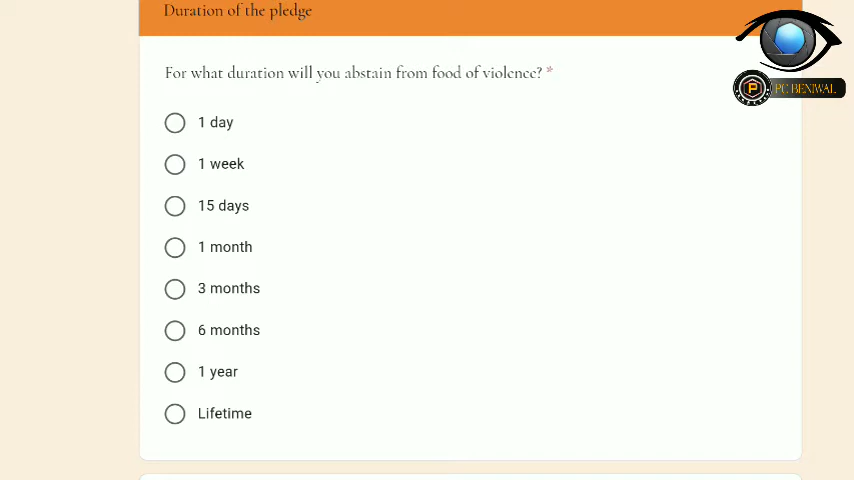 Duration of the pledge
For what duration will you abstain from food of violence? *
1 day
1 week
15 days
1 month
3 months
6 months
1 year
Lifetime
P PC BENIWAL